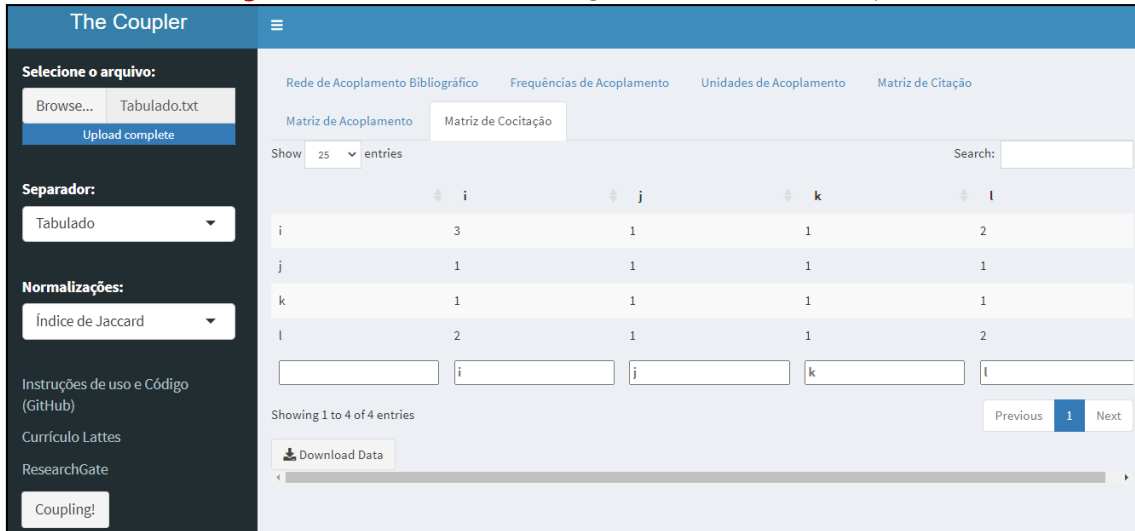 The Coupler
Selecione o arquivo:
Browse... Tabulado.txt
Upload complete
Separador:
Tabulado
Normalizações:
Índice de Jaccard
Instruções de uso e Código
(GitHub)
Currículo Lattes
ResearchGate
Coupling!
Rede de Acoplamento Bibliográfico Frequências de Acoplamento Unidades de Acoplamento Matriz de Citação
Matriz de Acoplamento Matriz de Cocitação
Show 25 entries Search:
i j k l
i 3 1 1 2
j 1 1 1 1
k 1 1 1 1
l 2 1 1 2
i j k l
Showing 1 to 4 of 4 entries Previous 1 Next
Download Data